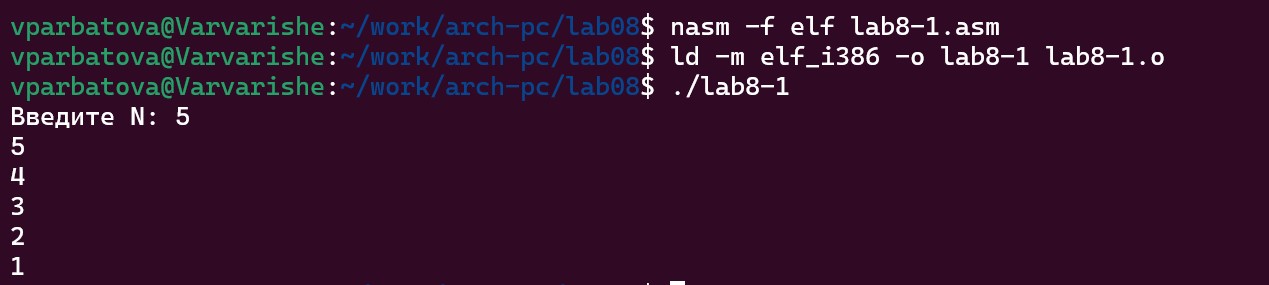 vparbatova@Varvarishe:~/work/arch-pc/lab08$ nasm -f elf lab8-1.asm
vparbatova@Varvarishe:~/work/arch-pc/lab08$ ld -m elf_i386 -o lab8-1 lab8-1.o
vparbatova@Varvarishe:~/work/arch-pc/lab08$ ./lab8-1
Введите N: 5
5
4
3
2
1